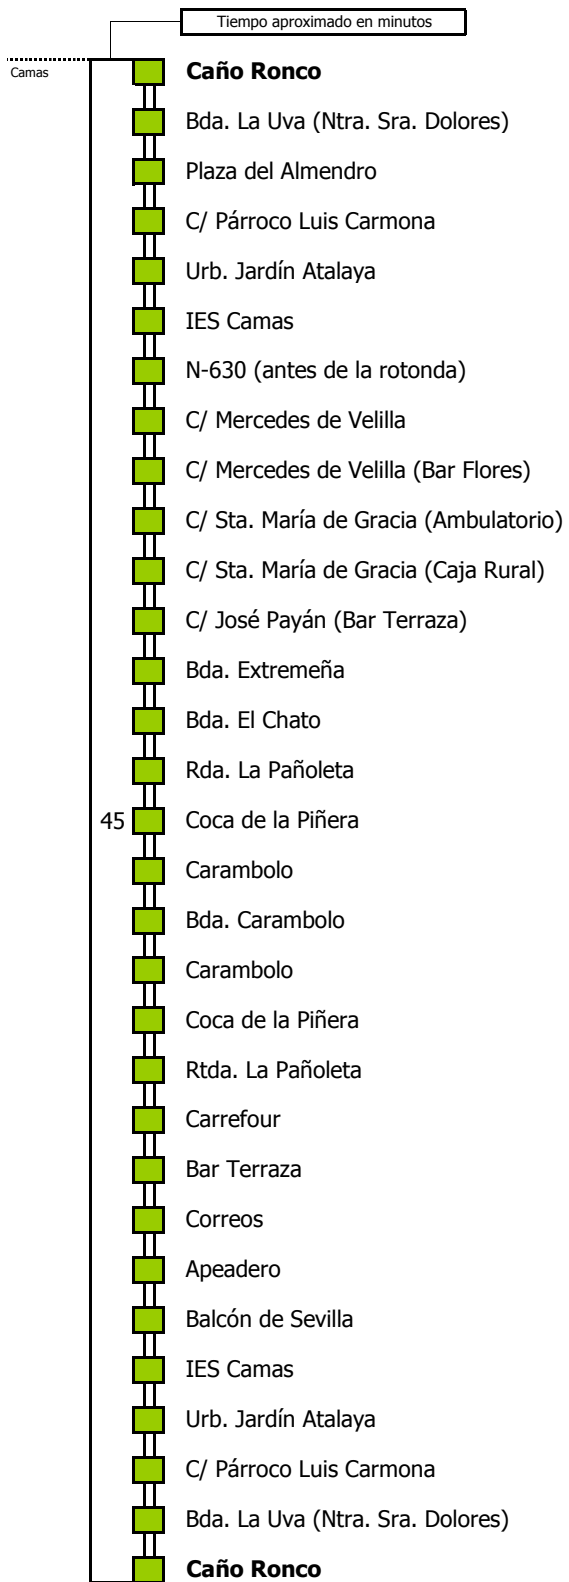 Tiempo aproximado en minutos
Camas
Caño Ronco
Bda. La Uva (Ntra. Sra. Dolores)
Plaza del Almendro
C/ Párroco Luis Carmona
Urb. Jardín Atalaya
IES Camas
N-630 (antes de la rotonda)
C/ Mercedes de Velilla
C/ Mercedes de Velilla (Bar Flores)
C/ Sta. María de Gracia (Ambulatorio)
C/ Sta. María de Gracia (Caja Rural)
C/ José Payán (Bar Terraza)
Bda. Extremeña
Bda. El Chato
Rda. La Pañoleta
45 Coca de la Piñera
Carambolo
Bda. Carambolo
Carambolo
Coca de la Piñera
Rtda. La Pañoleta
Carrefour
Bar Terraza
Correos
Apeadero
Balcón de Sevilla
IES Camas
Urb. Jardín Atalaya
C/ Párroco Luis Carmona
Bda. La Uva (Ntra. Sra. Dolores)
Caño Ronco